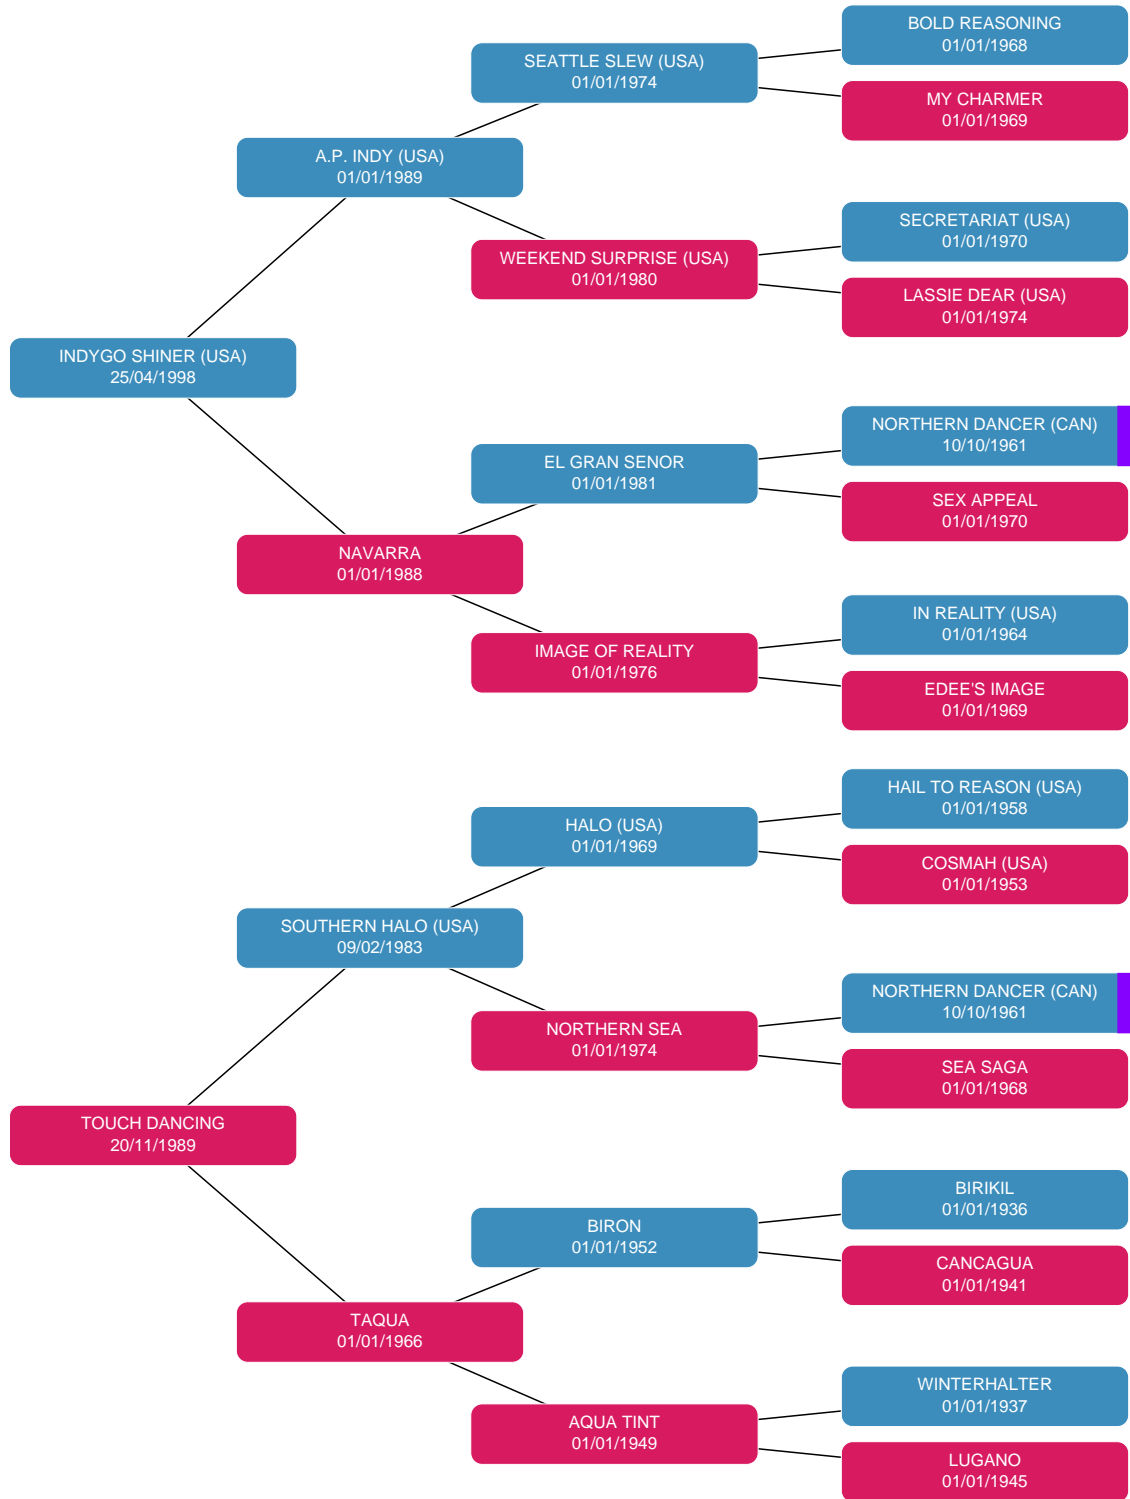 BOLD REASONING
01/01/1968
SEATTLE SLEW (USA)
01/01/1974
MY CHARMER
01/01/1969
A.P. INDY (USA)
01/01/1989
SECRETARIAT (USA)
01/01/1970
WEEKEND SURPRISE (USA)
01/01/1980
LASSIE DEAR (USA)
01/01/1974
INDYGO SHINER (USA)
25/04/1998
NORTHERN DANCER (CAN)
10/10/1961
EL GRAN SENOR
01/01/1981
SEX APPEAL
01/01/1970
NAVARRA
01/01/1988
IN REALITY (USA)
01/01/1964
IMAGE OF REALITY
01/01/1976
EDEE'S IMAGE
01/01/1969
HAIL TO REASON (USA)
01/01/1958
HALO (USA)
01/01/1969
COSMAH (USA)
01/01/1953
SOUTHERN HALO (USA)
09/02/1983
NORTHERN DANCER (CAN)
10/10/1961
NORTHERN SEA
01/01/1974
SEA SAGA
01/01/1968
TOUCH DANCING
20/11/1989
BIRIKIL
01/01/1936
BIRON
01/01/1952
CANCAGUA
01/01/1941
TAQUA
01/01/1966
WINTERHALTER
01/01/1937
AQUA TINT
01/01/1949
LUGANO
01/01/1945